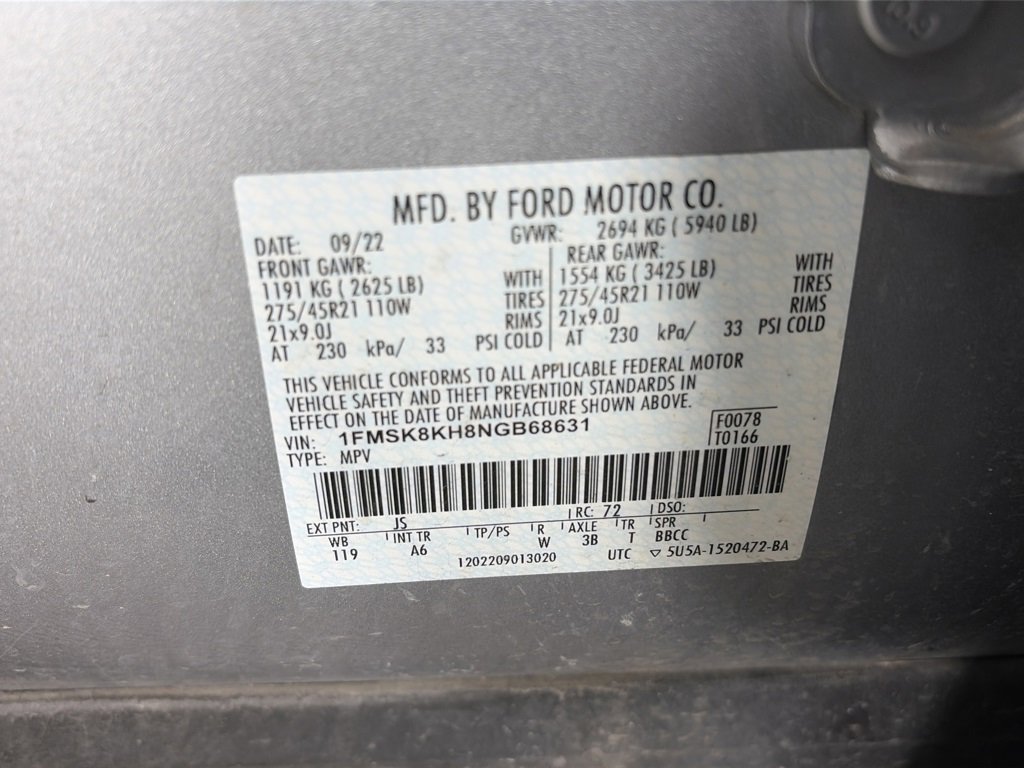 MFD. BY FORD MOTOR CO.
DATE: 09/22 GVWR: 2694 KG ( 5940 LB)
FRONT GAWR:
1191 KG ( 2625 LB) WITH
275/45R21 110W TIRES
21x9.0J RIMS
AT 230 kPa/ 33 PSI COLD
REAR GAWR:
1554 KG ( 3425 LB) WITH
275/45R21 110W TIRES
21x9.0J RIMS
AT 230 kPa/ 33 PSI COLD
THIS VEHICLE CONFORMS TO ALL APPLICABLE FEDERAL MOTOR
VEHICLE SAFETY AND THEFT PREVENTION STANDARDS IN
EFFECT ON THE DATE OF MANUFACTURE SHOWN ABOVE.
VIN: 1FMSK8KH8NGB68631 F0078
TYPE: MPV T0166
EXT PNT: JS RC: 72 DSO:
WB INT TR TP/PS R AXLE TR SPR
119 A6 W 3B T BBCC
1202209013020 UTC ▽ 5U5A-1520472-BA